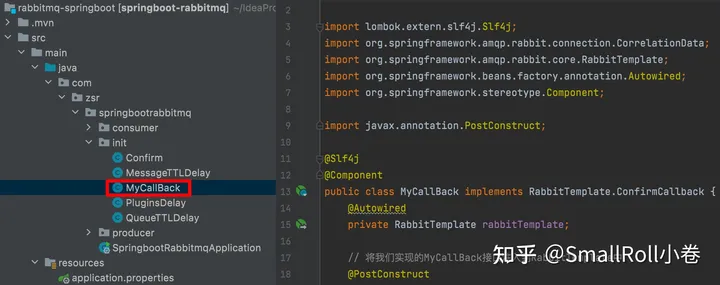 rabbitmq-springboot [springboot-rabbitmq] ~/IdeaPro
.mvn
src
main
java
com
zsr
springbootrabbitmq
consumer
init
Confirm
MessageTTLDelay
MyCallBack
PluginsDelay
QueueTTLDelay
producer
SpringbootRabbitmqApplication
resources
application.properties
2
3 import lombok.extern.slf4j.Slf4j;
4 import org.springframework.amqp.rabbit.connection.CorrelationData;
5 import org.springframework.amqp.rabbit.core.RabbitTemplate;
6 import org.springframework.beans.factory.annotation.Autowired;
7 import org.springframework.stereotype.Component;
8
9 import javax.annotation.PostConstruct;
10
11 @Slf4j
12 @Component
13 public class MyCallBack implements RabbitTemplate.ConfirmCallback {
14 @Autowired
15 private RabbitTemplate rabbitTemplate;
16
17 // 将我们实现的MyCallBack接
18 @PostConstruct
知乎 @SmallRoll小卷